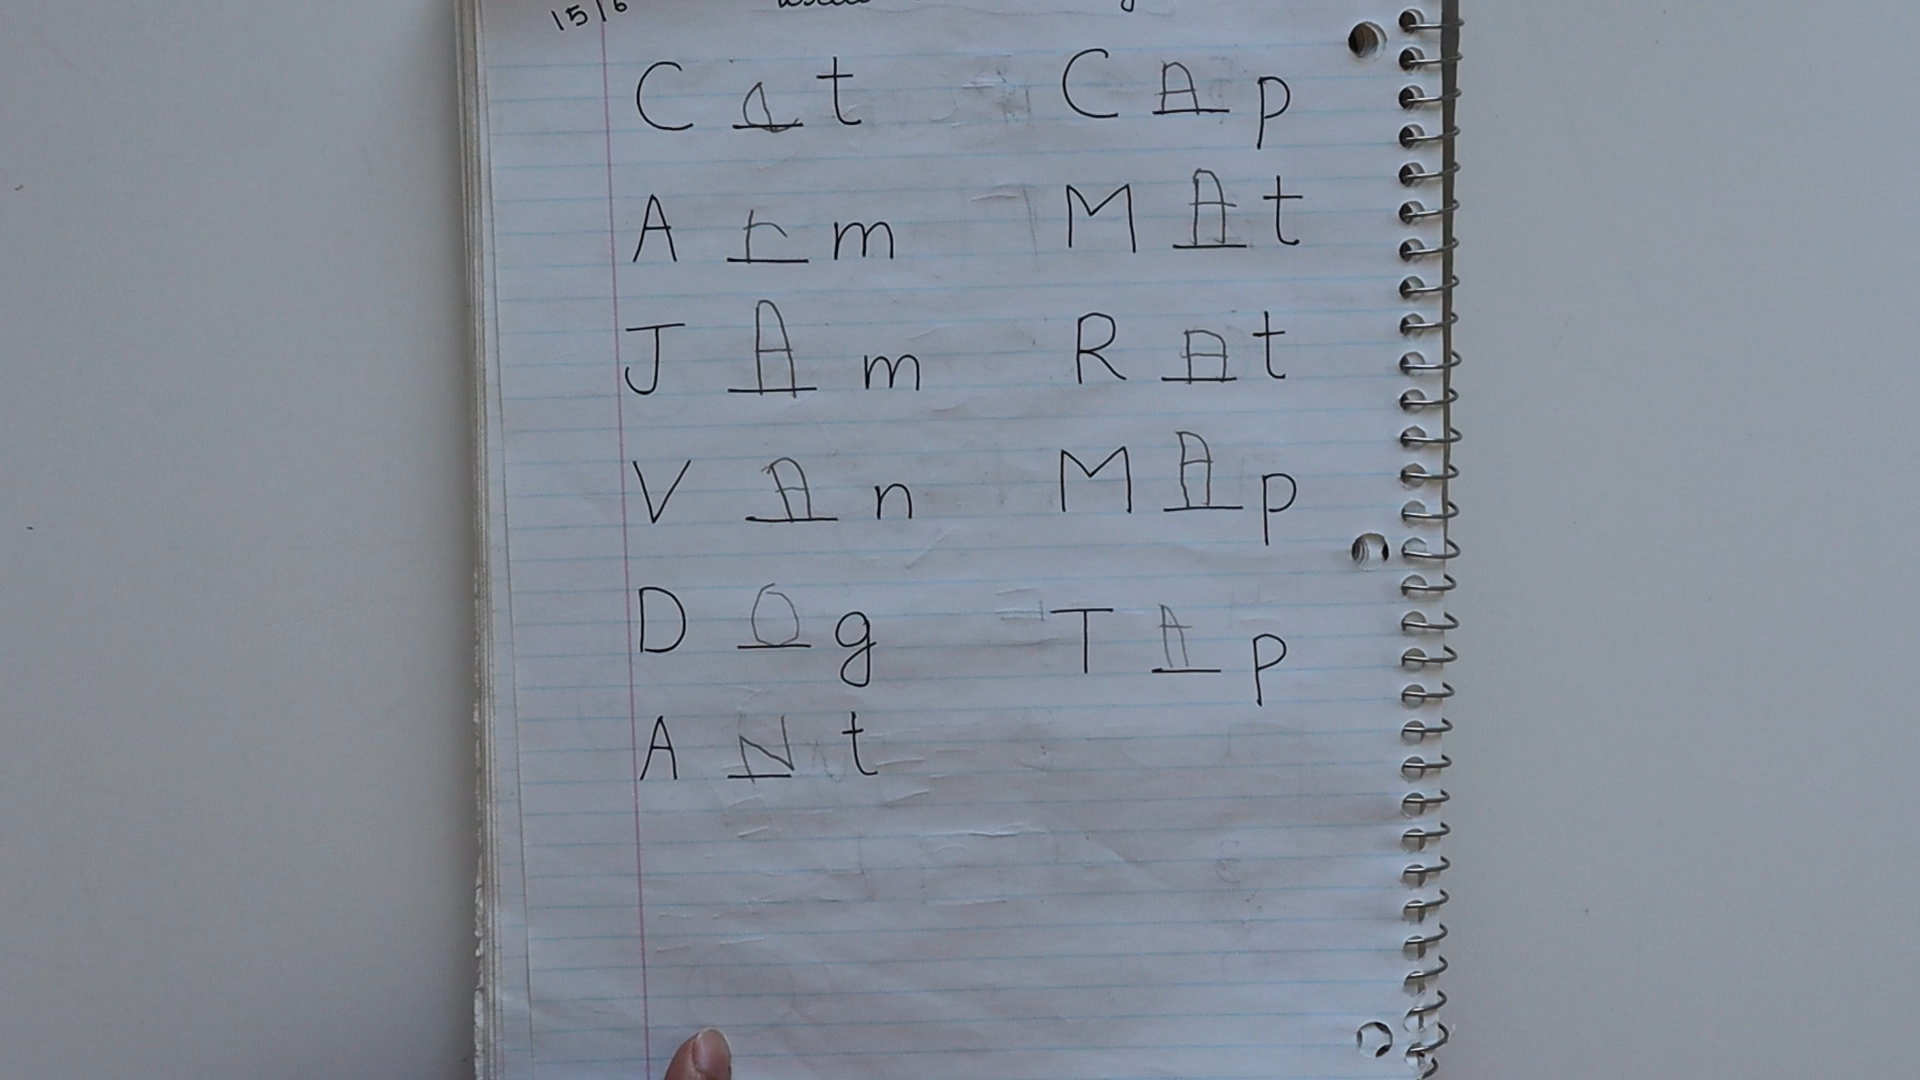 15/6
C a t C A p
A r m M A t
J A m R A t
V A n M A p
D O g T A p
A N t